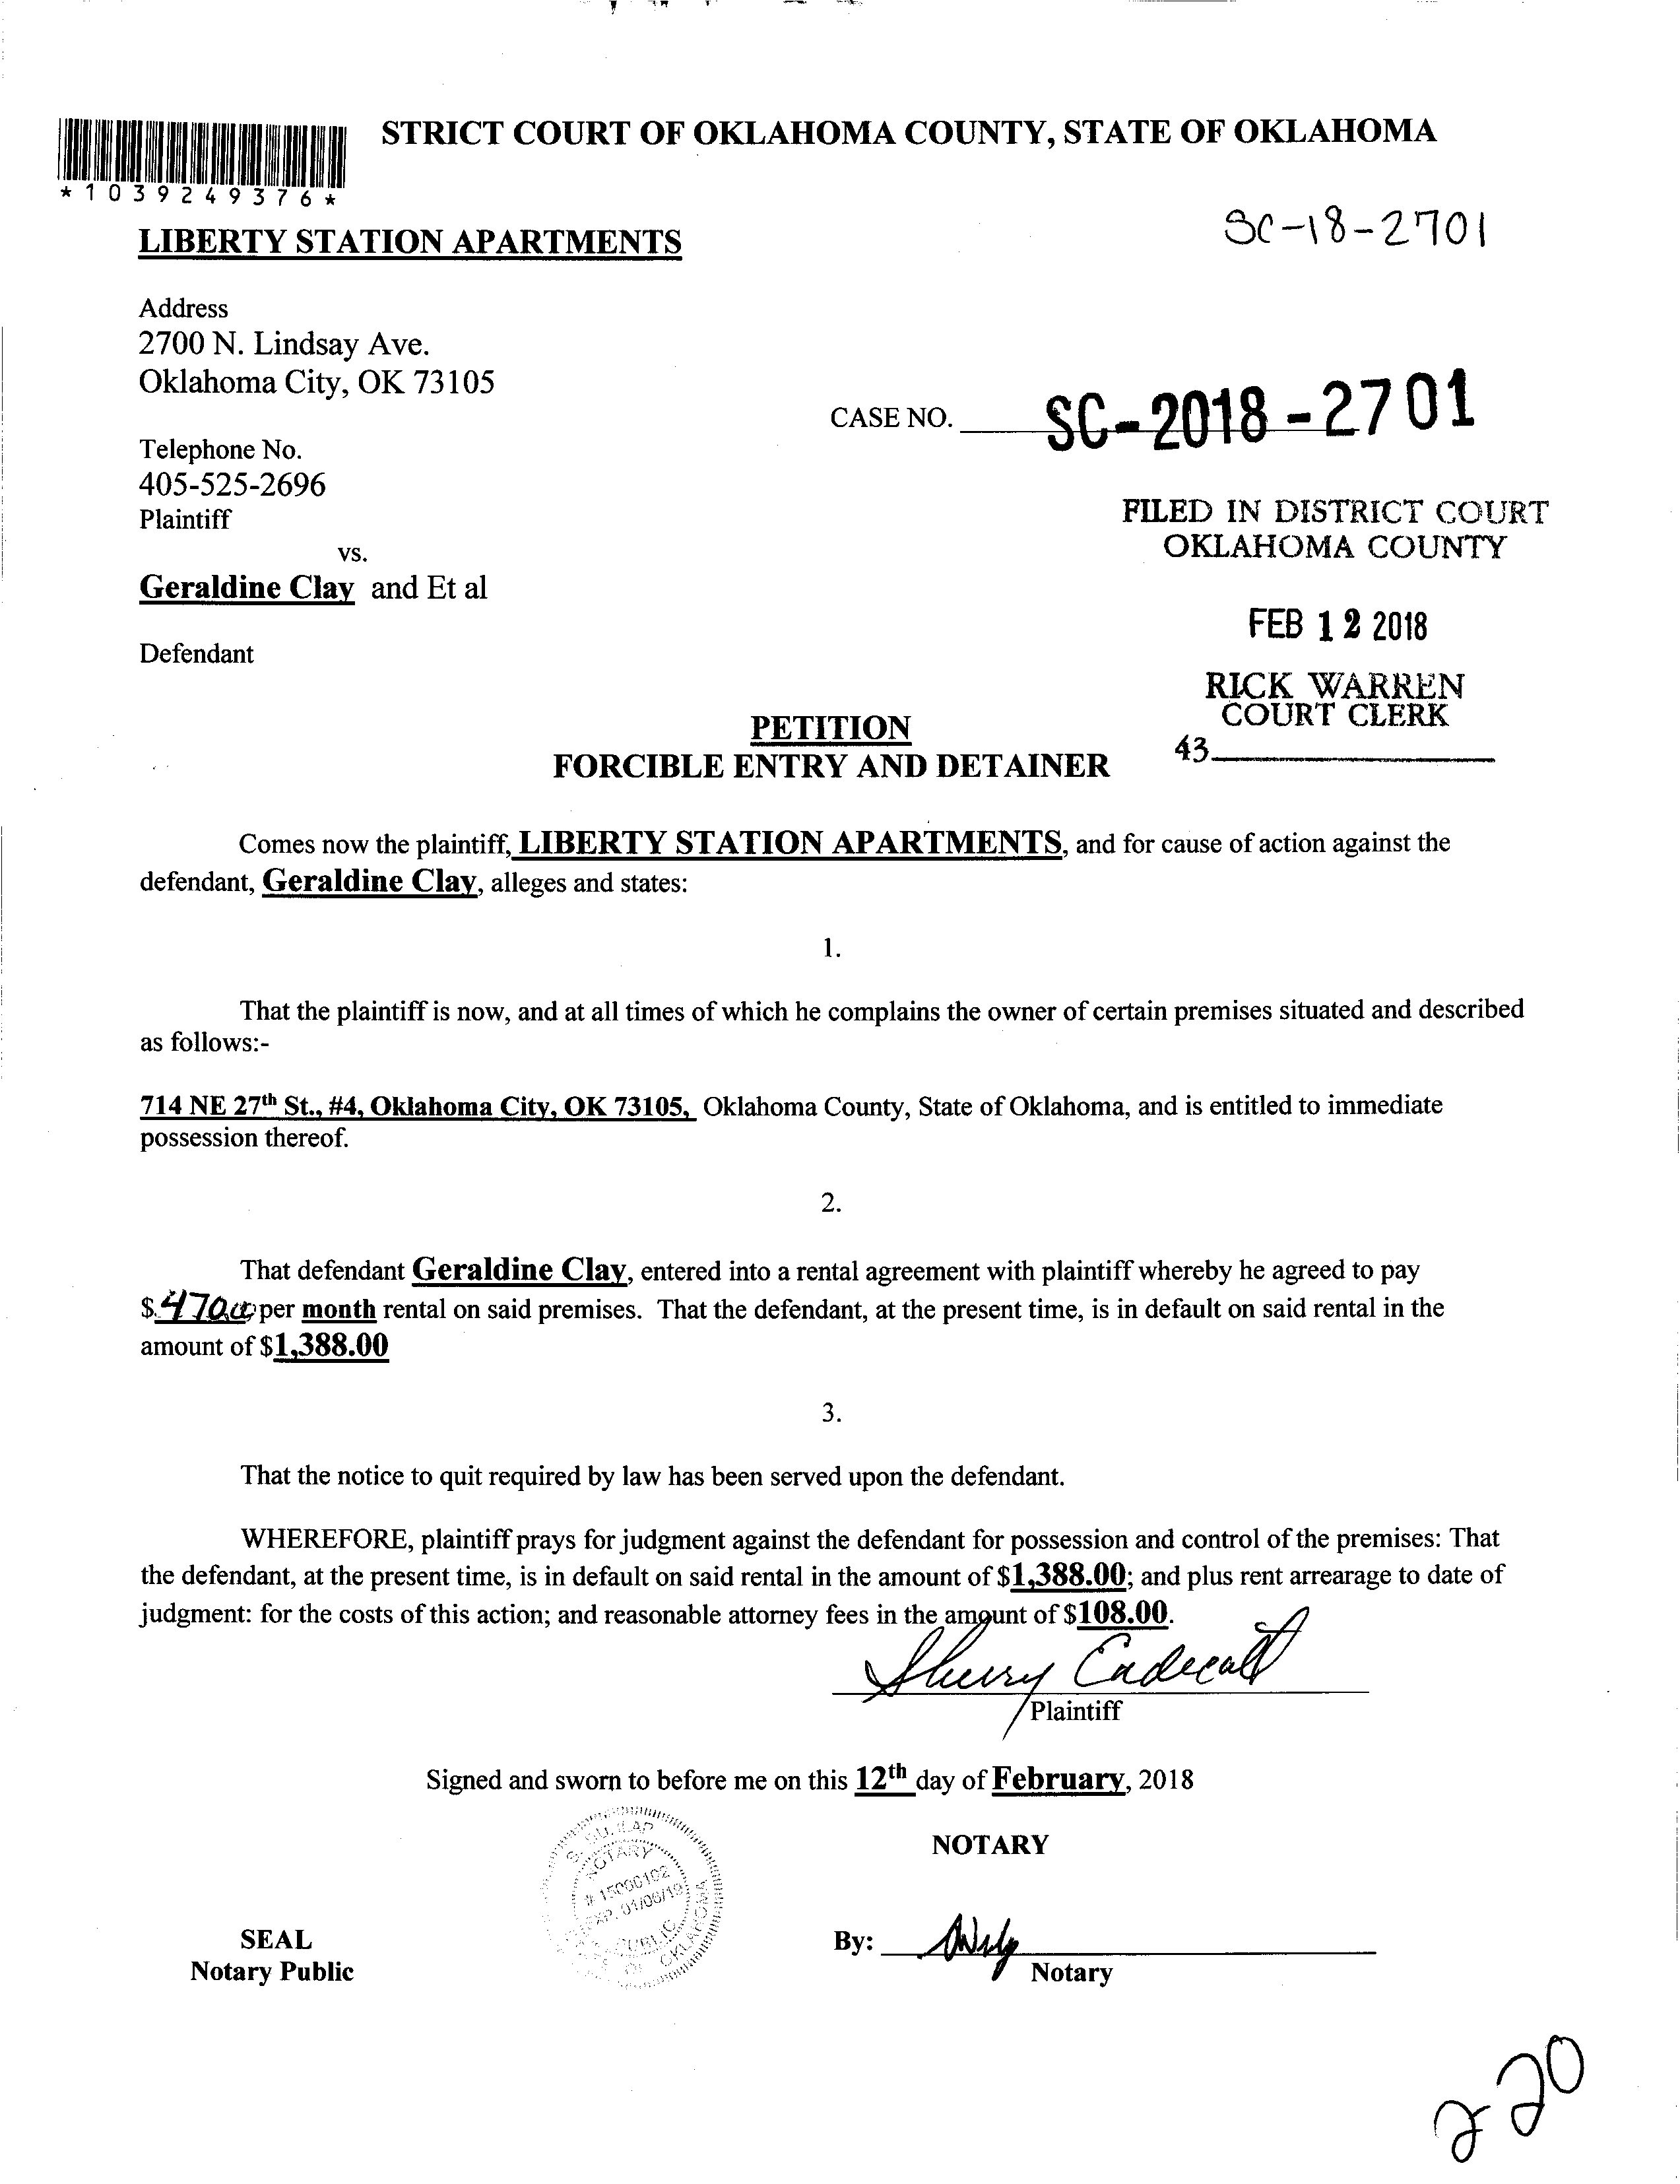 STRICT COURT OF OKLAHOMA COUNTY, STATE OF OKLAHOMA
*1039249376*
SC-18-2701
LIBERTY STATION APARTMENTS
Address
2700 N. Lindsay Ave.
Oklahoma City, OK 73105
CASE NO. SC-2018-2701
Telephone No.
405-525-2696
Plaintiff
FILED IN DISTRICT COURT
OKLAHOMA COUNTY
vs.
Geraldine Clay and Et al
FEB 12 2018
Defendant
RICK WARREN
COURT CLERK
43
PETITION
FORCIBLE ENTRY AND DETAINER
Comes now the plaintiff, LIBERTY STATION APARTMENTS, and for cause of action against the
defendant, Geraldine Clay, alleges and states:
1.
That the plaintiff is now, and at all times of which he complains the owner of certain premises situated and described
as follows:-
714 NE 27th St., #4, Oklahoma City, OK 73105, Oklahoma County, State of Oklahoma, and is entitled to immediate
possession thereof.
2.
That defendant Geraldine Clay, entered into a rental agreement with plaintiff whereby he agreed to pay
$.470.00 per month rental on said premises. That the defendant, at the present time, is in default on said rental in the
amount of $1,388.00
3.
That the notice to quit required by law has been served upon the defendant.
WHEREFORE, plaintiff prays for judgment against the defendant for possession and control of the premises: That
the defendant, at the present time, is in default on said rental in the amount of $1,388.00; and plus rent arrearage to date of
judgment: for the costs of this action; and reasonable attorney fees in the amount of $108.00.
Sherry
Plaintiff
Signed and sworn to before me on this 12th day of February, 2018
NOTARY
NOTARY
# 15000102
EXP. 01/06/19
PUBLIC
OF OKLAHOMA
SEAL
Notary Public
By:
Notary
220